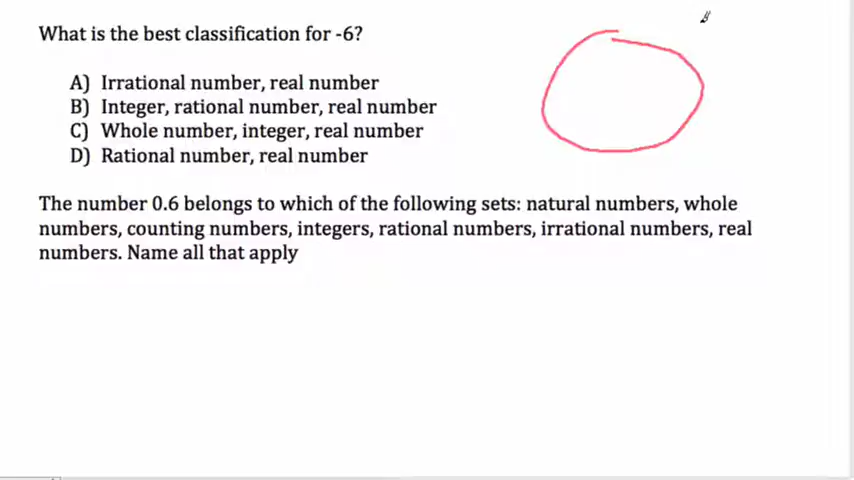 What is the best classification for -6?
A) Irrational number, real number
B) Integer, rational number, real number
C) Whole number, integer, real number
D) Rational number, real number
The number 0.6 belongs to which of the following sets: natural numbers, whole
numbers, counting numbers, integers, rational numbers, irrational numbers, real
numbers. Name all that apply